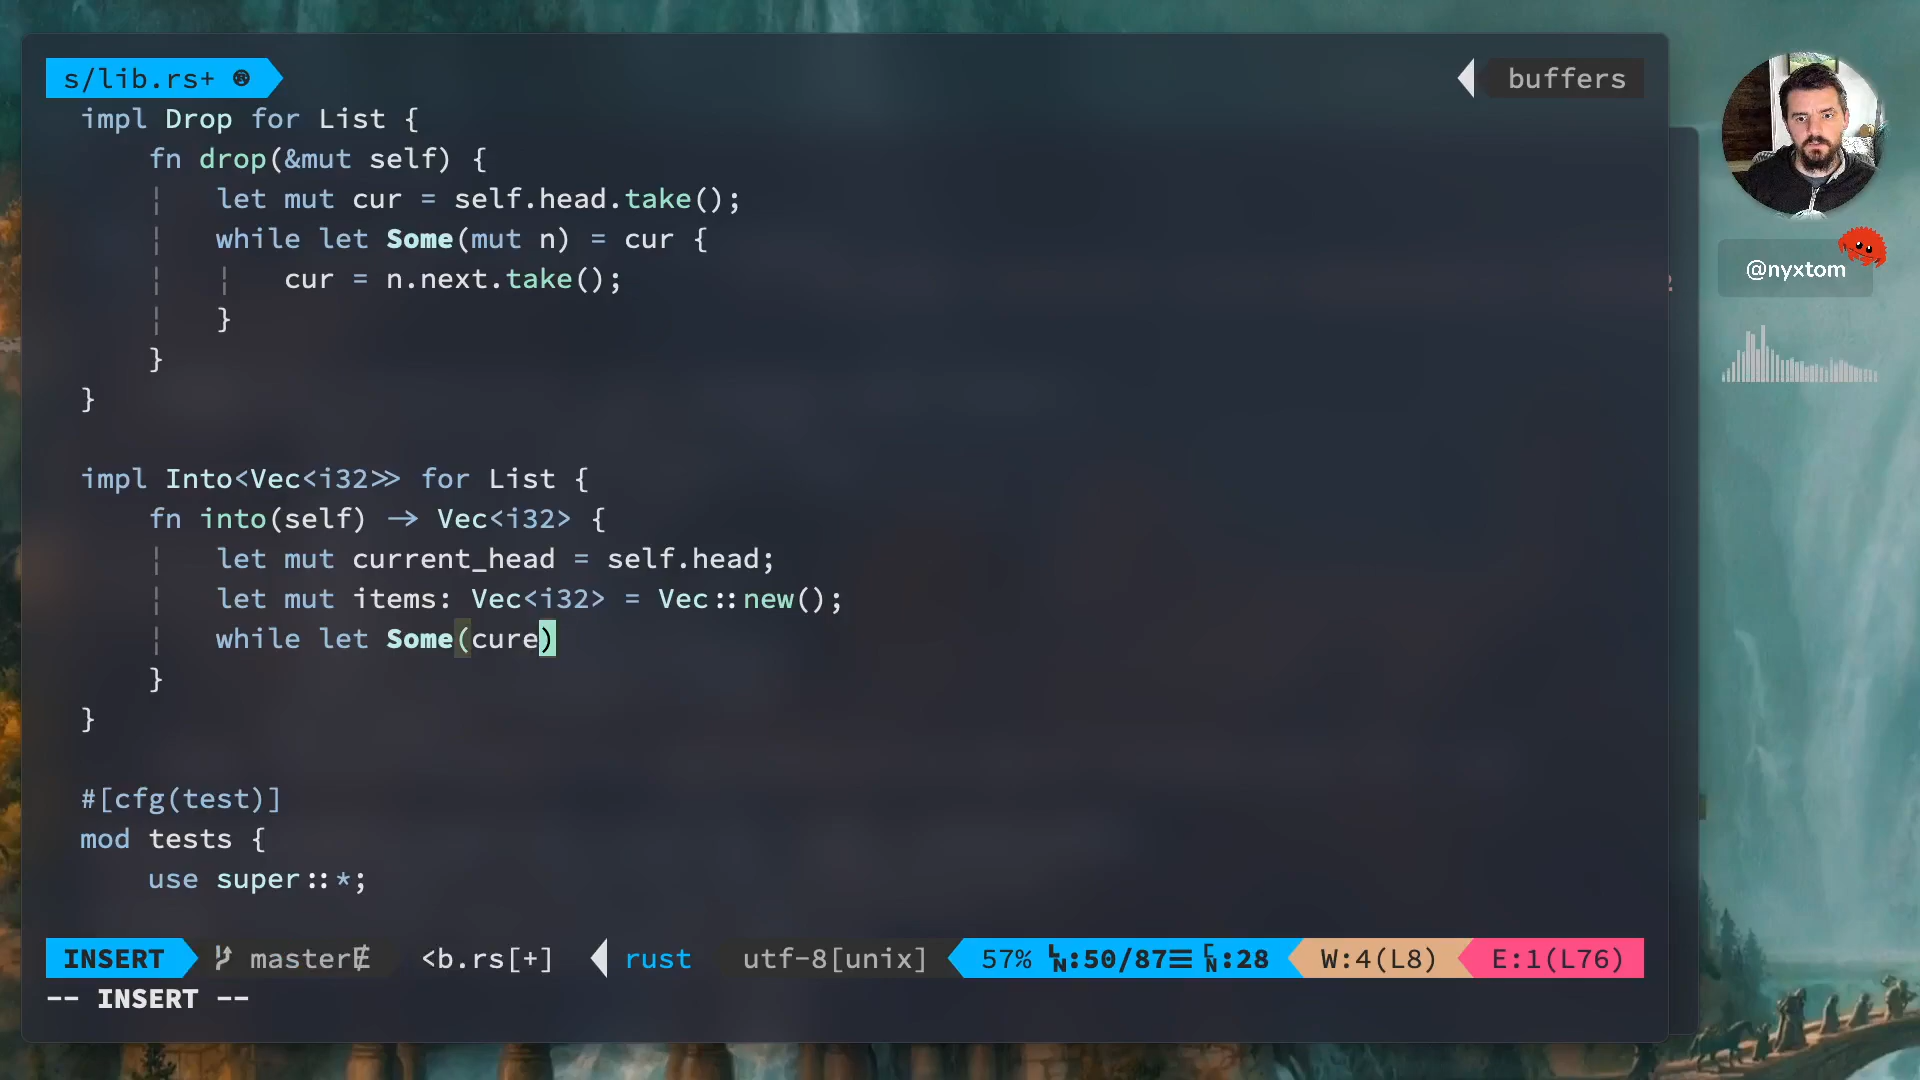 s/lib.rs+
buffers
impl Drop for List {
fn drop(&mut self) {
let mut cur = self.head.take();
while let Some(mut n) = cur {
cur = n.next.take();
}
}
}
impl Into<Vec<i32>> for List {
fn into(self) → Vec<i32> {
let mut current_head = self.head;
let mut items: Vec<i32> = Vec::new();
while let Some(cure)
}
}
#[cfg(test)]
mod tests {
use super::*;
INSERT master <b.rs[+] rust utf-8[unix] 57% :50/87 :28 W:4(L8) E:1(L76)
-- INSERT --
@nyxtom